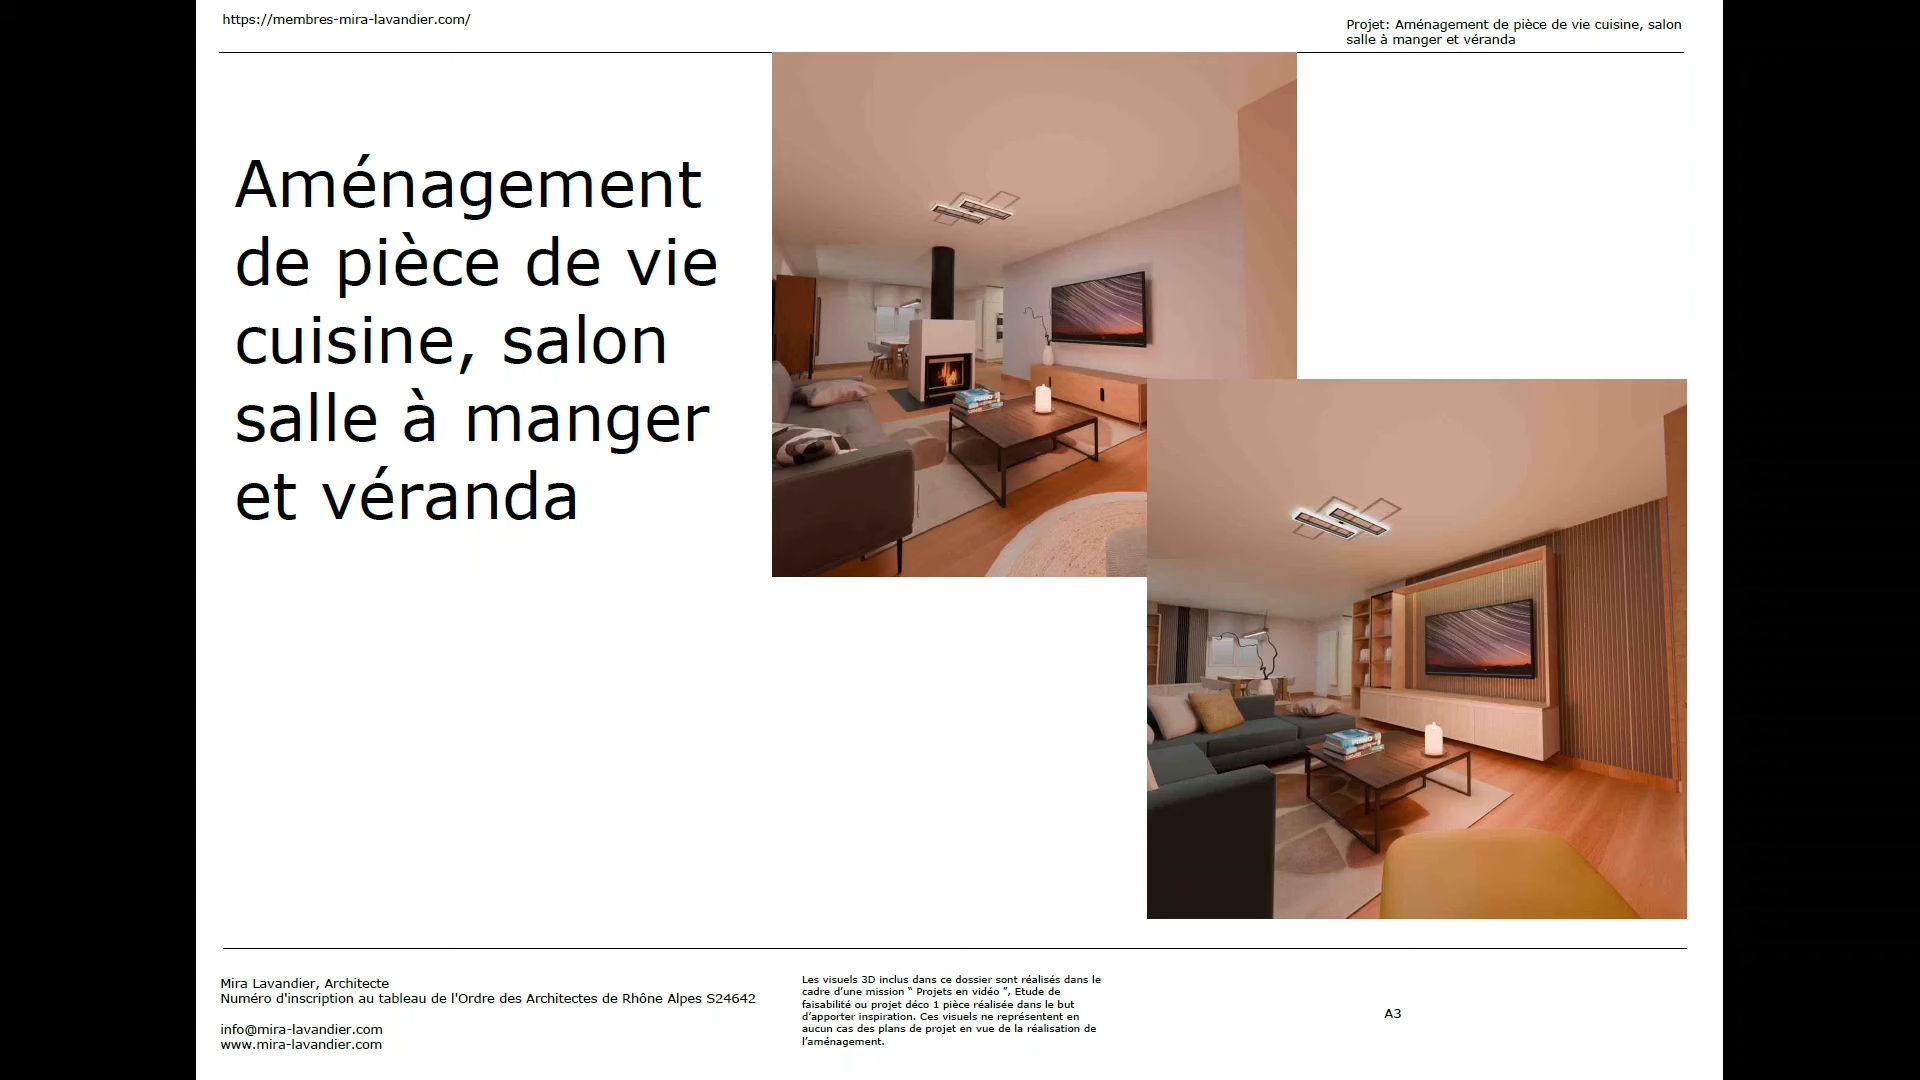 https://membres-mira-lavandier.com/
Projet: Aménagement de pièce de vie cuisine, salon
salle à manger et véranda
Aménagement
de pièce de vie
cuisine, salon
salle à manger
et véranda
Mira Lavandier, Architecte
Numéro d'inscription au tableau de l'Ordre des Architectes de Rhône Alpes S24642
info@mira-lavandier.com
www.mira-lavandier.com
Les visuels 3D inclus dans ce dossier sont réalisés dans le
cadre d’une mission “ Projets en vidéo ”, Etude de
faisabilité ou projet déco 1 pièce réalisée dans le but
d’apporter inspiration. Ces visuels ne représentent en
aucun cas des plans de projet en vue de la réalisation de
l’aménagement.
A3